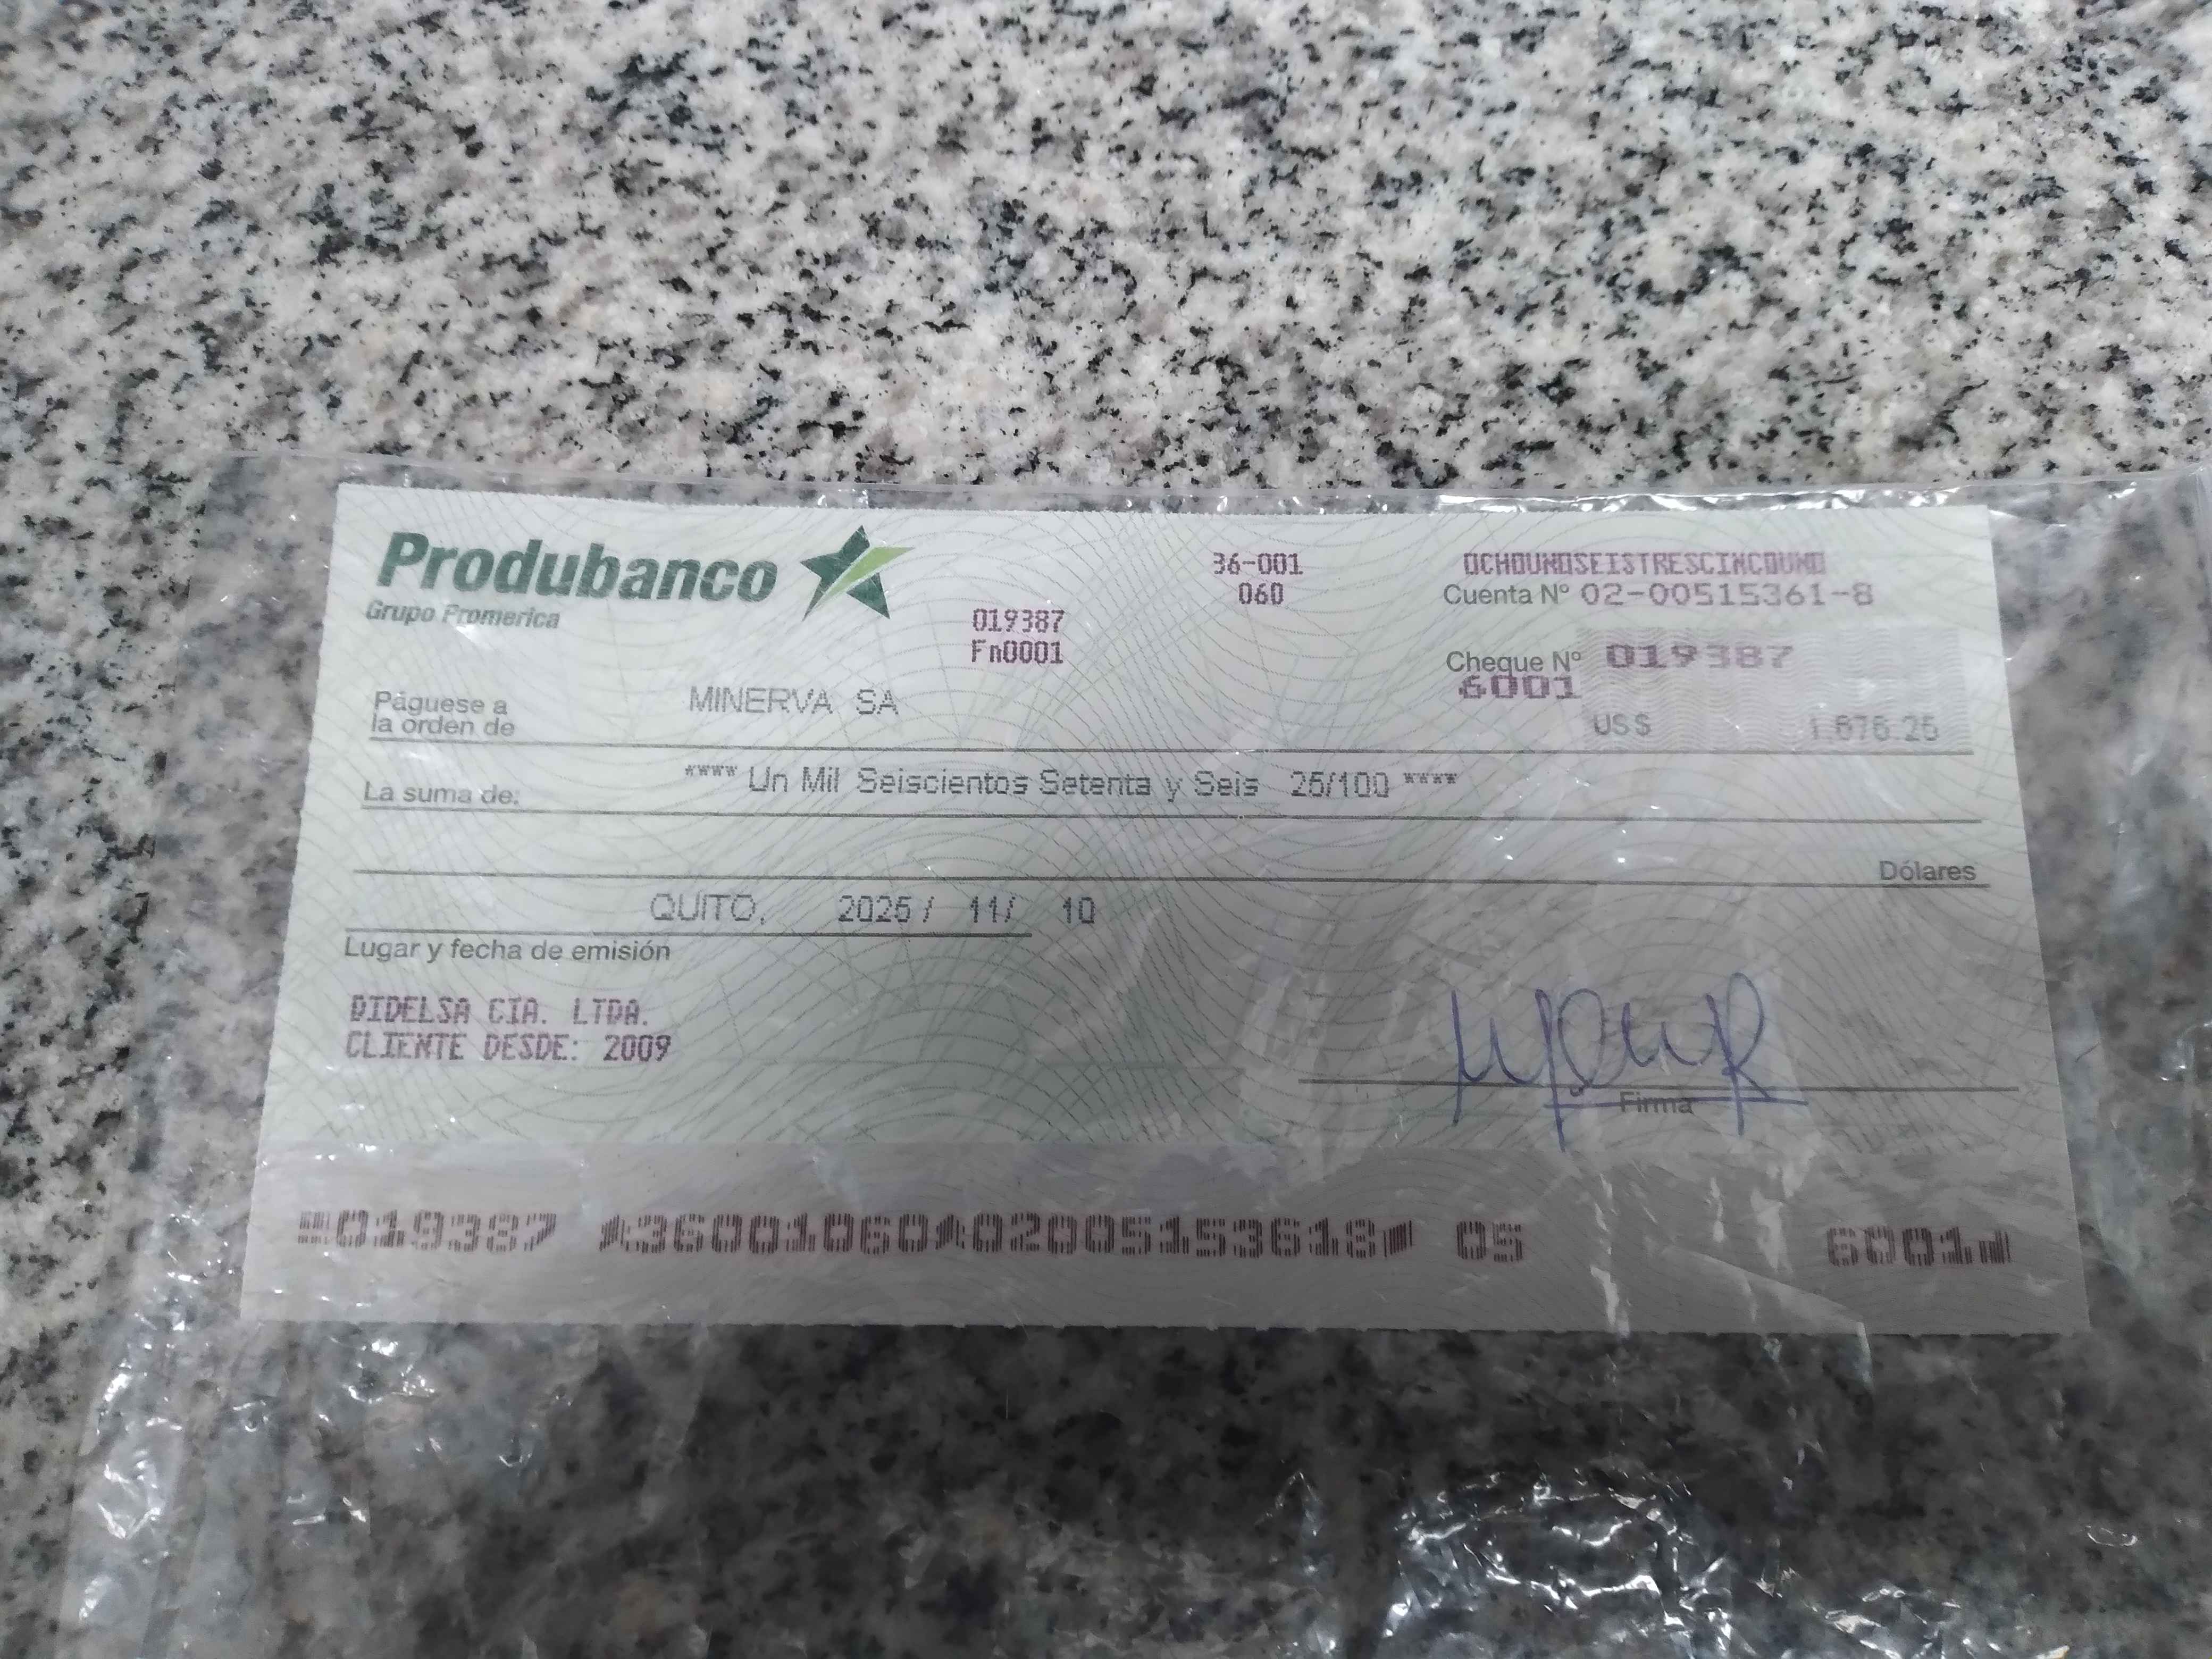 Produbanco
Grupo Promerica
36-001
060
019387
Fn0001
OCHOUNOSEISTRESCINCOUNO
Cuenta Nº 02-00515361-8
Cheque Nº 019387
6001
Páguese a
la orden de
MINERVA SA
US$ 1.676.25
La suma de:
**** Un Mil Seiscientos Setenta y Seis 25/100 ****
Dólares
QUITO, 2025/ 11/ 10
Lugar y fecha de emisión
DIDELSA CIA. LTDA.
CLIENTE DESDE: 2009
Firma
⑈019387 ⑆36001060⑆02005153618⑈ 05 6001⑈